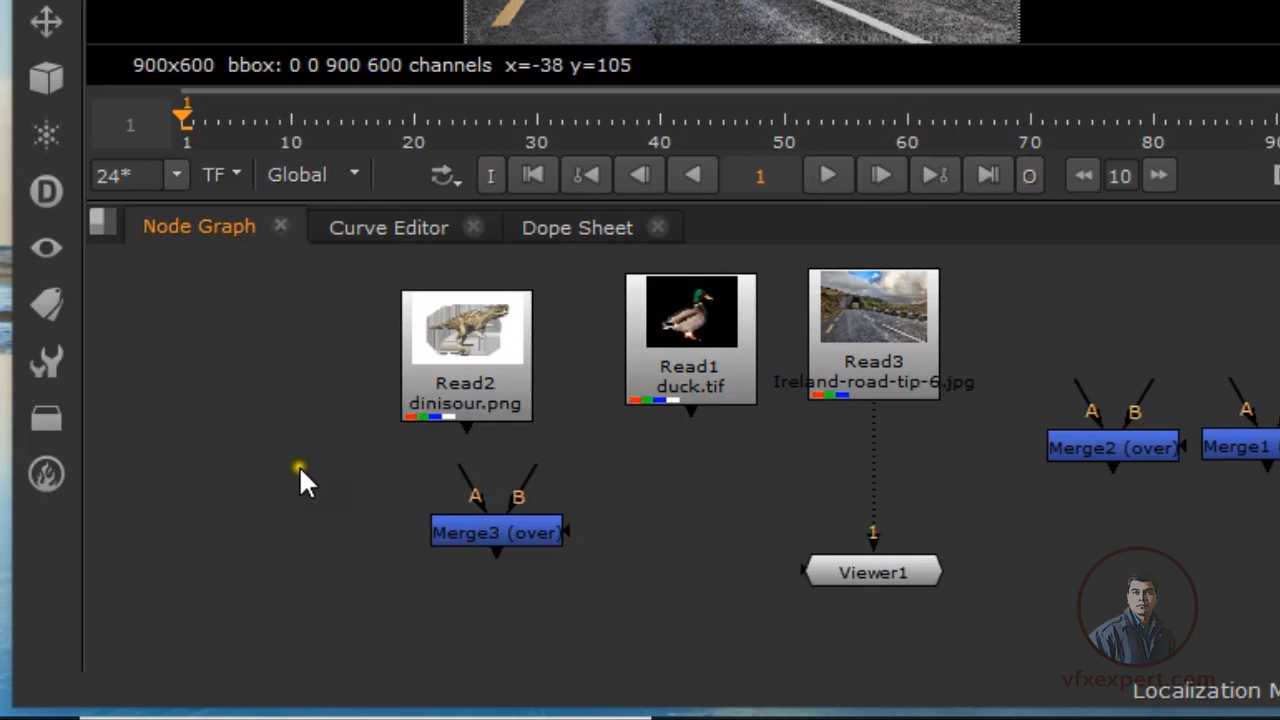 900x600 bbox: 0 0 900 600 channels x=-38 y=105
1
1
1 10 20 30 40 50 60 70 80 90
24* TF Global I 1 O 10
D
Node Graph Curve Editor Dope Sheet
Read2
dinisour.png
Read1
duck.tif
Read3
Ireland-road-tip-6.jpg
A B
Merge2 (over)
A
Merge1
A B
Merge3 (over)
1
Viewer1
vfxexpert.com
Localization M